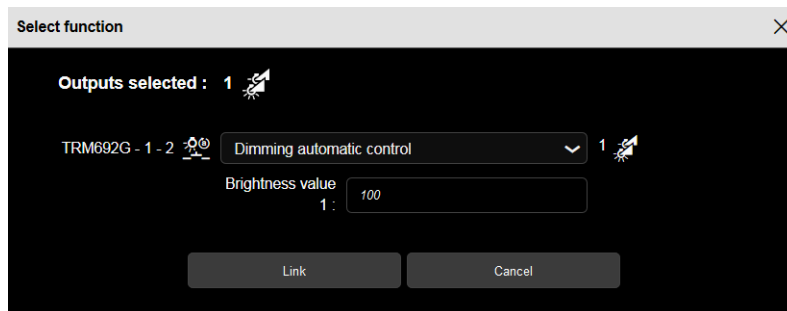 Select function
Outputs selected : 1
TRM692G - 1 - 2 Dimming automatic control 1
Brightness value
1 : 100
Link Cancel